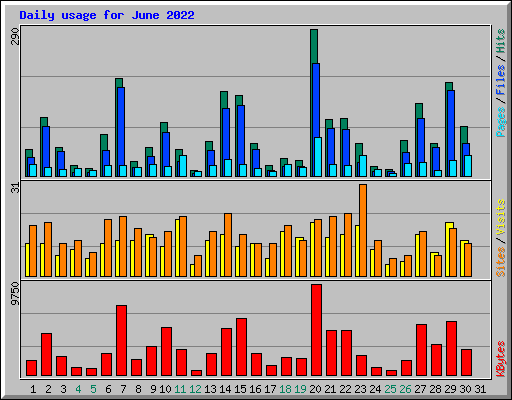 Daily usage for June 2022
290
Pages / Files / Hits
31
Sites / Visits
9750
KBytes
1 2 3 4 5 6 7 8 9 10 11 12 13 14 15 16 17 18 19 20 21 22 23 24 25 26 27 28 29 30 31